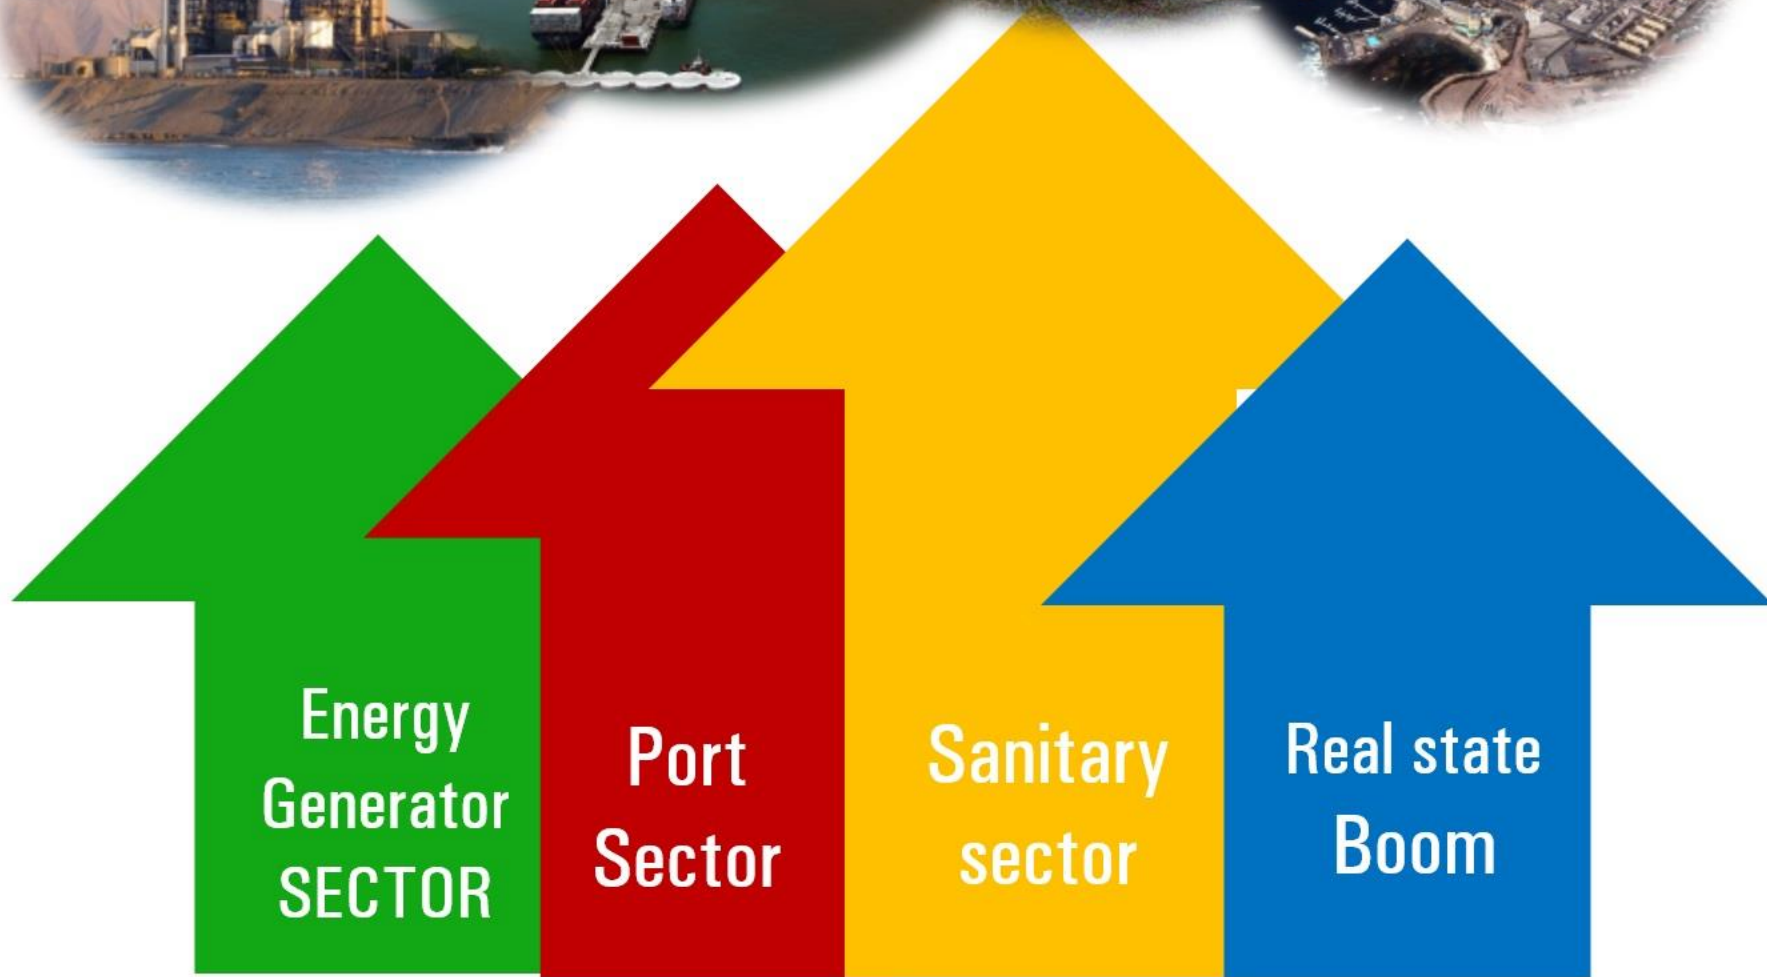 Energy
Generator
SECTOR
Port
Sector
Sanitary
sector
Real state
Boom